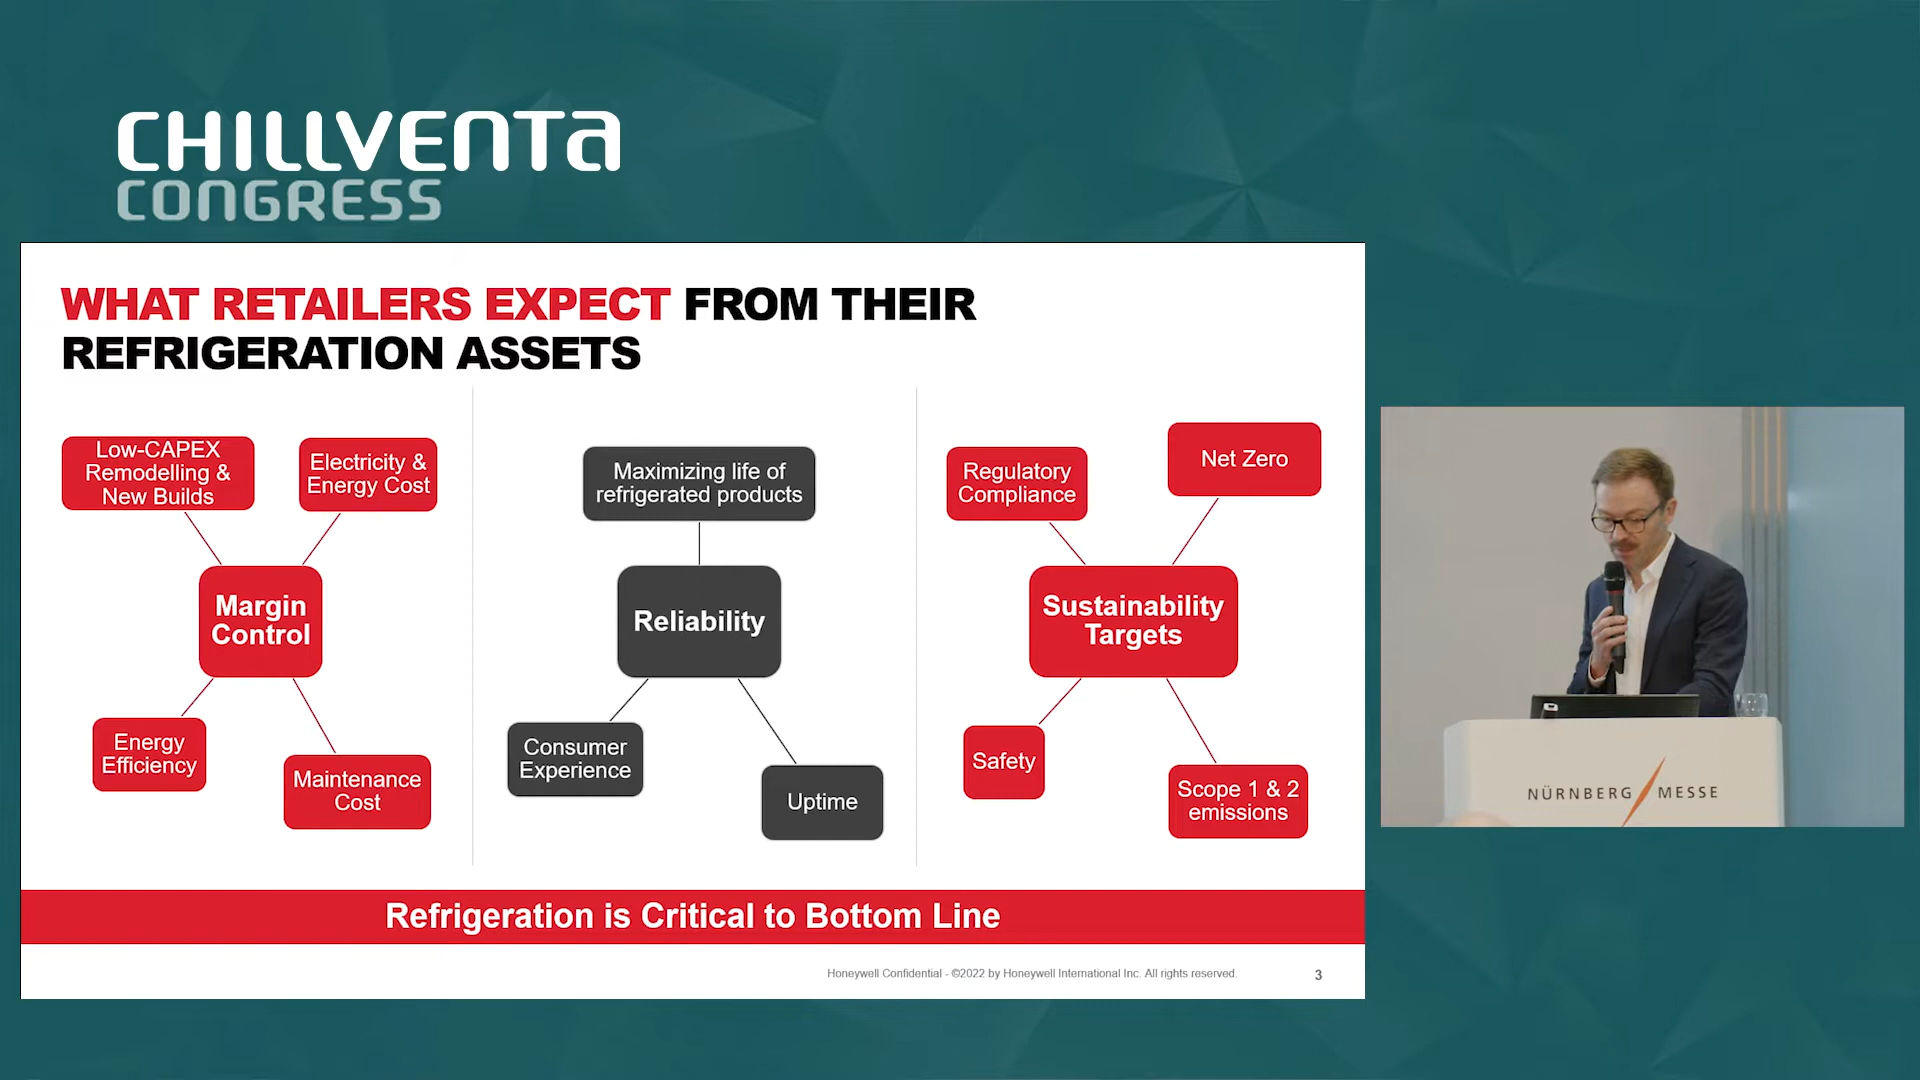 CHILLVENTA
CONGRESS
WHAT RETAILERS EXPECT FROM THEIR
REFRIGERATION ASSETS
Low-CAPEX
Remodelling &
New Builds
Electricity &
Energy Cost
Margin
Control
Energy
Efficiency
Maintenance
Cost
Maximizing life of
refrigerated products
Reliability
Consumer
Experience
Uptime
Regulatory
Compliance
Net Zero
Sustainability
Targets
Safety
Scope 1 & 2
emissions
Refrigeration is Critical to Bottom Line
Honeywell Confidential - ©2022 by Honeywell International Inc. All rights reserved.
3
NÜRNBERG MESSE